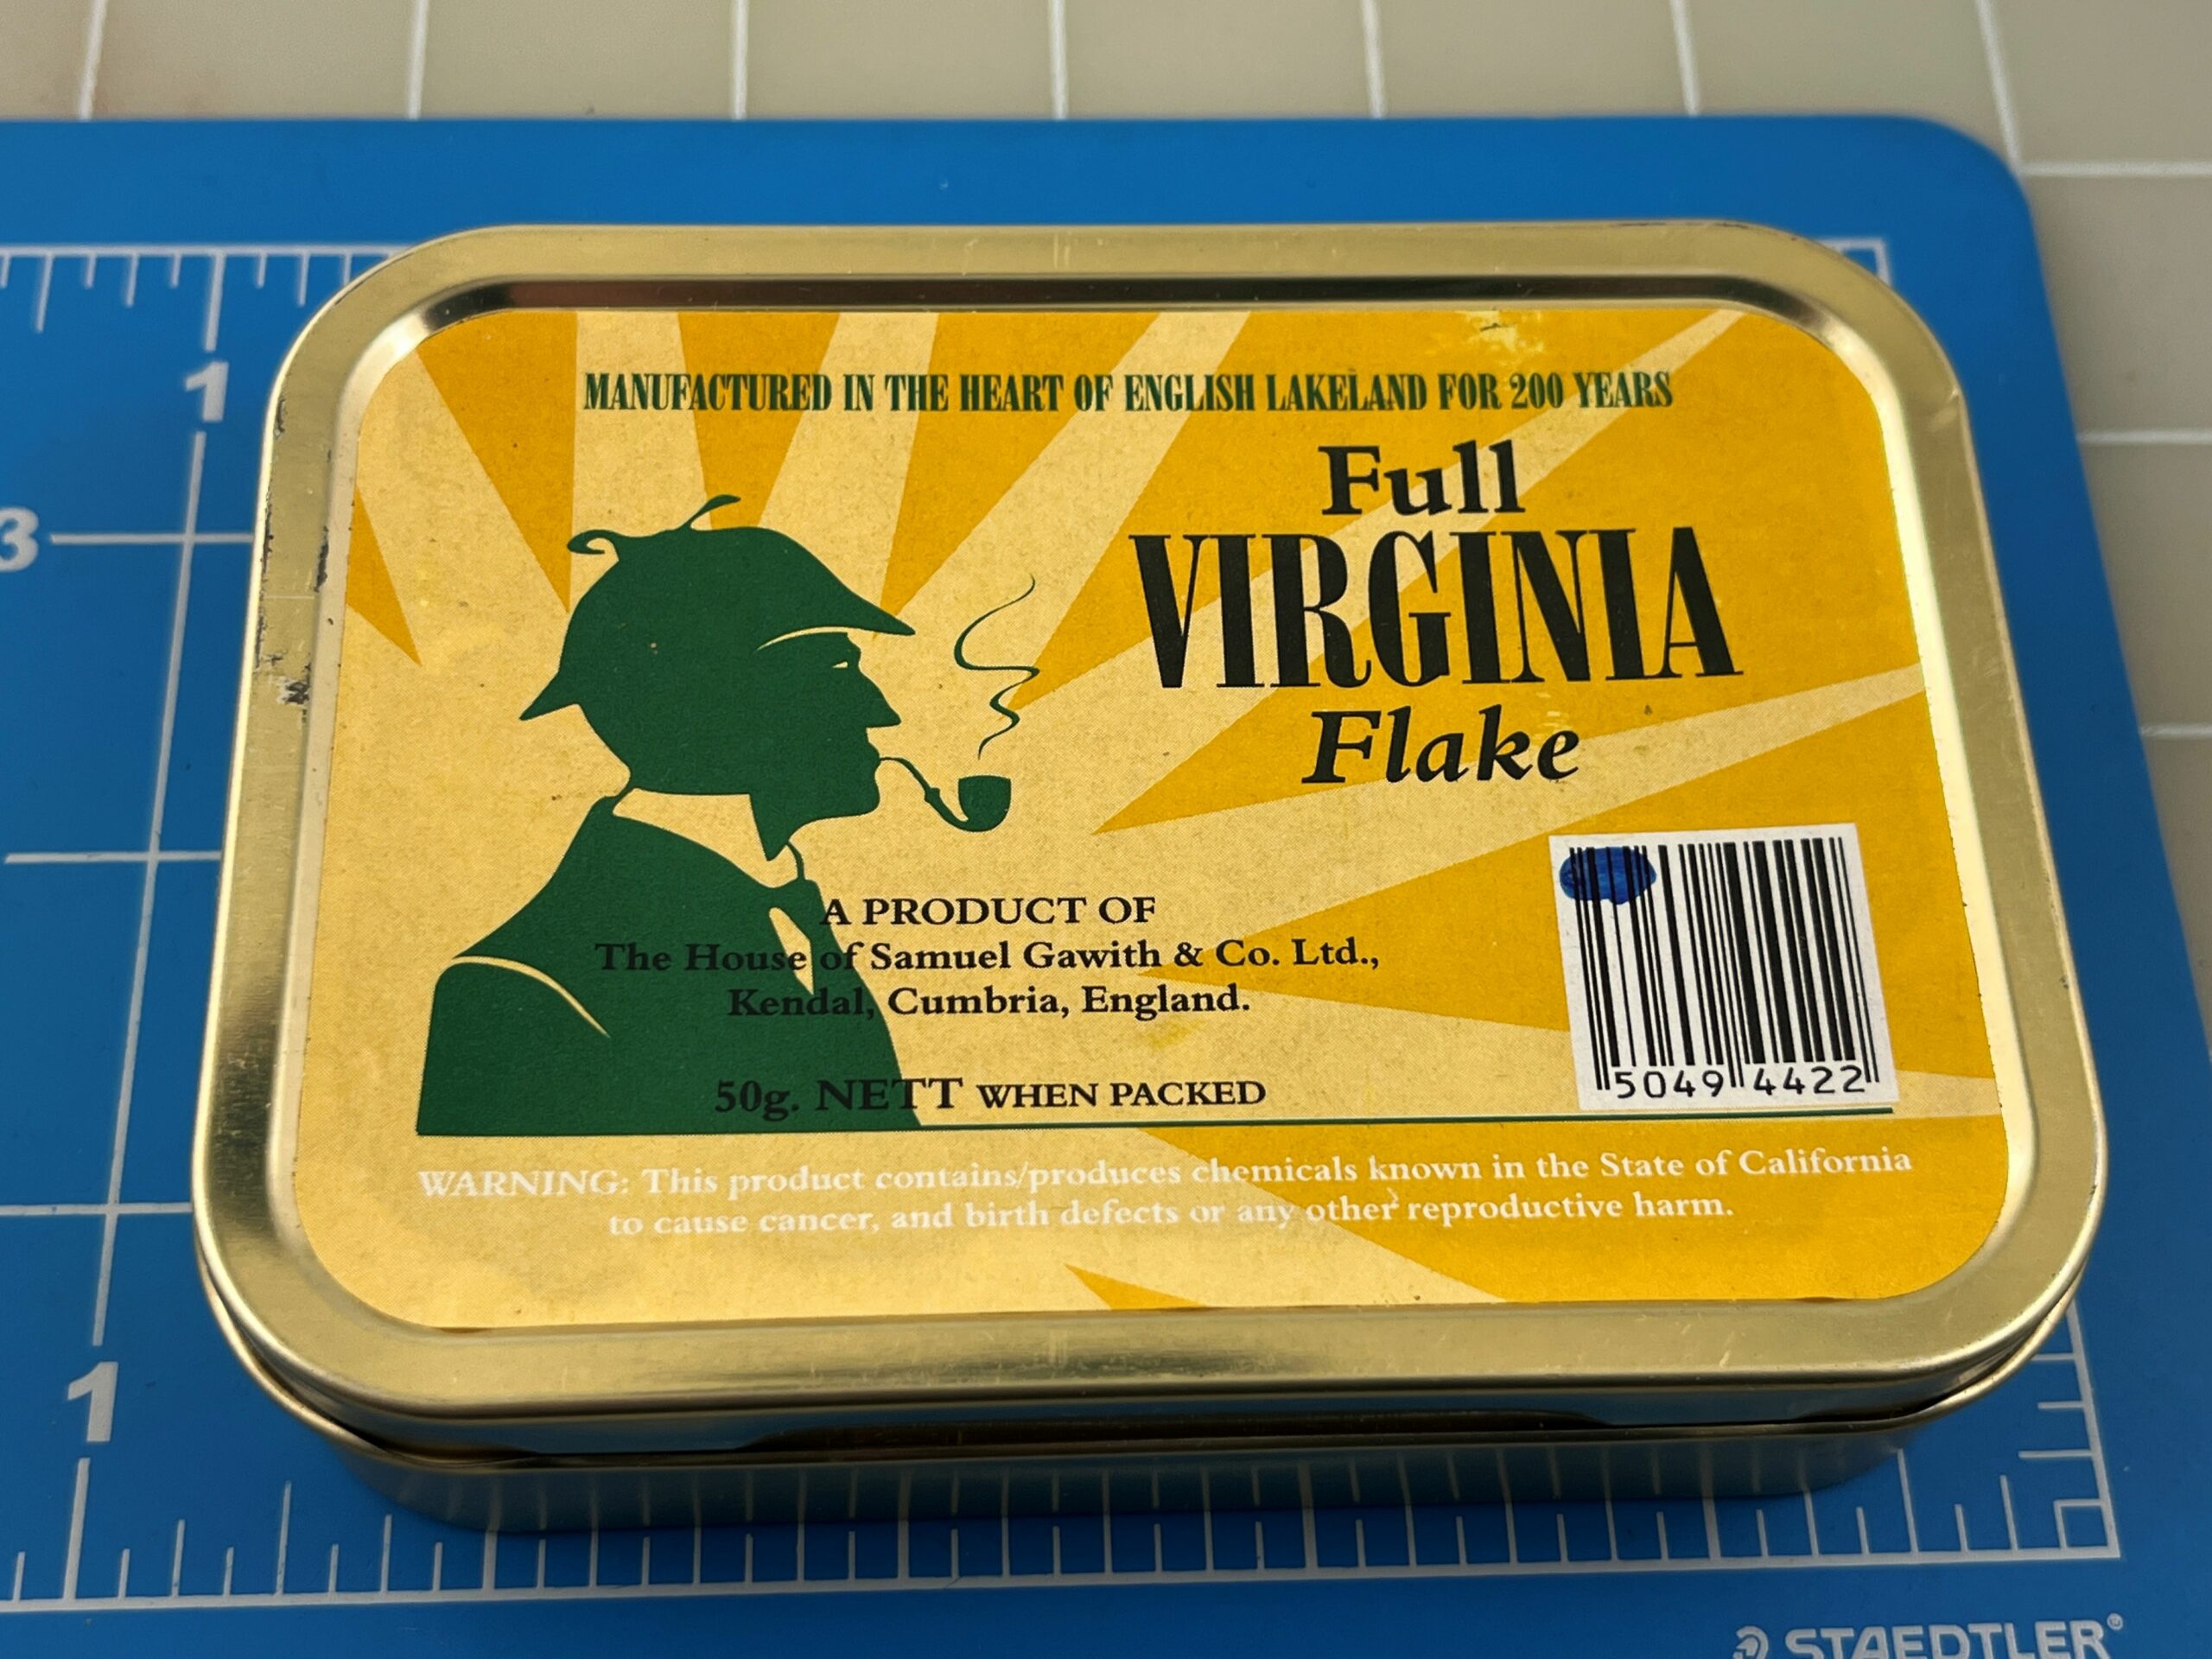 1
3
MANUFACTURED IN THE HEART OF ENGLISH LAKELAND FOR 200 YEARS
Full
VIRGINIA
Flake
A PRODUCT OF
The House of Samuel Gawith & Co. Ltd.,
Kendal, Cumbria, England.
50g. NETT WHEN PACKED
5049 4422
WARNING: This product contains/produces chemicals known in the State of California
to cause cancer, and birth defects or any other reproductive harm.
1
STAEDTLER®